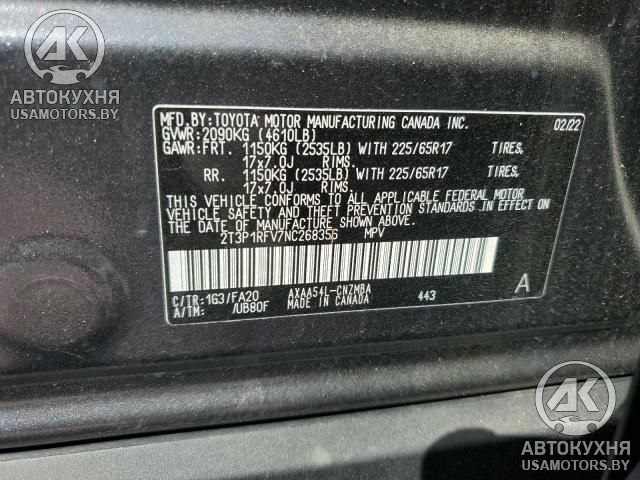 АК
АВТОКУХНЯ
USAMOTORS.BY
MFD.BY:TOYOTA MOTOR MANUFACTURING CANADA INC. 02/22
GVWR:2090KG (4610LB)
GAWR:FRT. 1150KG (2535LB) WITH 225/65R17 TIRES,
17x7.0J RIMS.
RR. 1150KG (2535LB) WITH 225/65R17 TIRES,
17x7.0J RIMS.
THIS VEHICLE CONFORMS TO ALL APPLICABLE FEDERAL MOTOR
VEHICLE SAFETY AND THEFT PREVENTION STANDARDS IN EFFECT ON
THE DATE OF MANUFACTURE SHOWN ABOVE.
2T3P1RFV7NC268356 MPV
C/TR:1G3/FA20 AXAA54L-CNZMBA 443 A
A/TM: /UB80F MADE IN CANADA
АК
АВТОКУХНЯ
USAMOTORS.BY